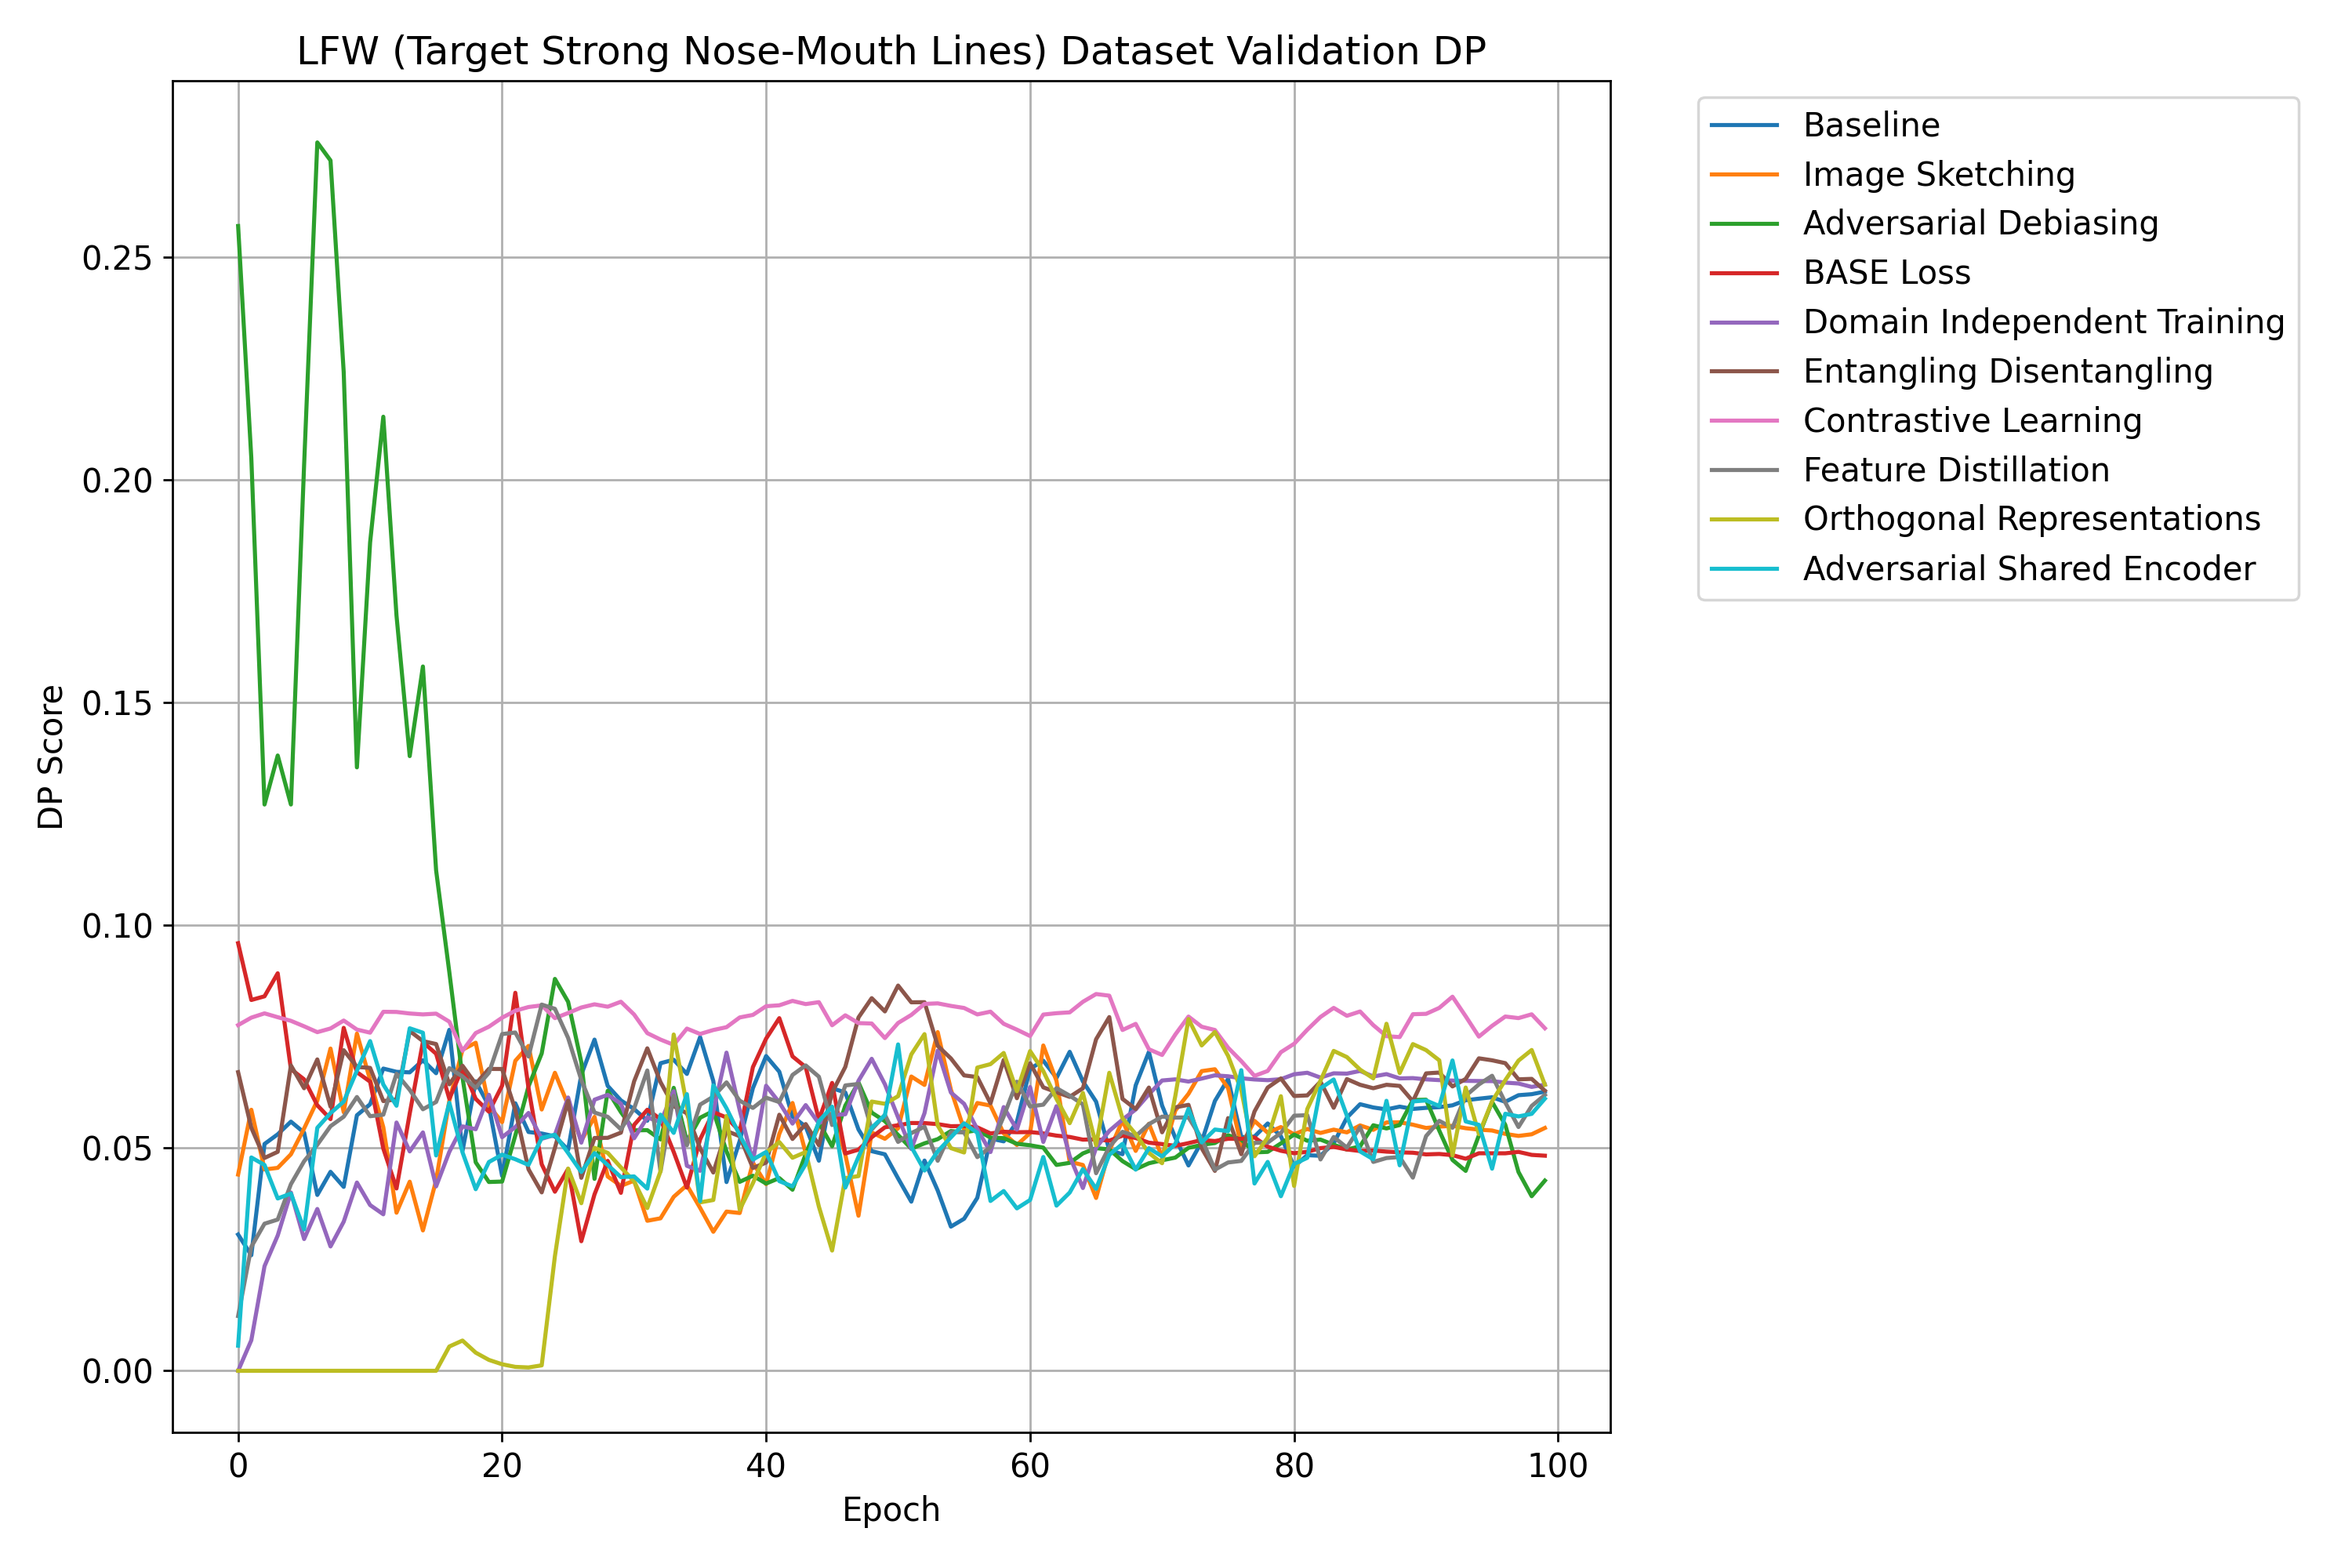 LFW (Target Strong Nose-Mouth Lines) Dataset Validation DP
DP Score
0.25
0.20
0.15
0.10
0.05
0.00
0
20
40
60
80
100
Epoch
Baseline
Image Sketching
Adversarial Debiasing
BASE Loss
Domain Independent Training
Entangling Disentangling
Contrastive Learning
Feature Distillation
Orthogonal Representations
Adversarial Shared Encoder